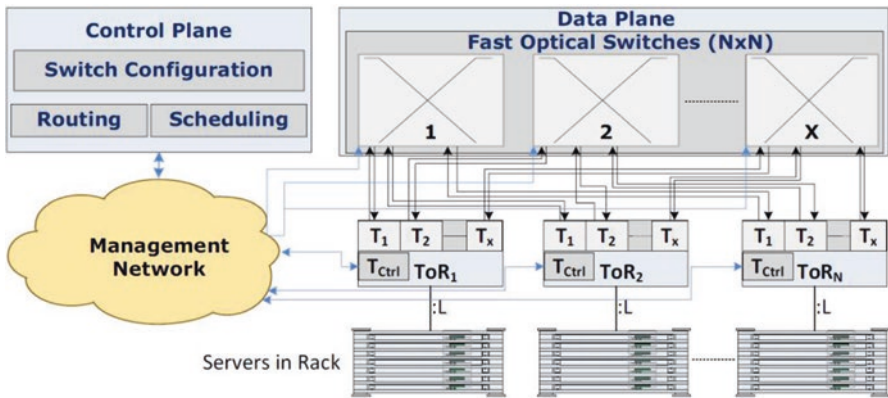 Control Plane
Switch Configuration
Routing
Scheduling
Data Plane
Fast Optical Switches (NxN)
1
2
X
Management
Network
T1 T2 Tx
TCtrl ToR1
T1 T2 Tx
TCtrl ToR2
T1 T2 Tx
TCtrl ToRN
:L
:L
:L
Servers in Rack